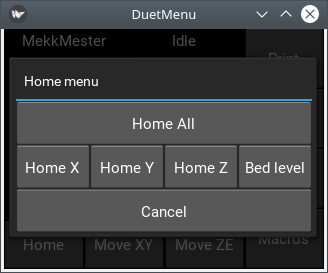 DuetMenu
MekkMester Idle
Print
Home menu
Home All
Home X Home Y Home Z Bed level
Cancel
Home Move XY Move ZE Macros